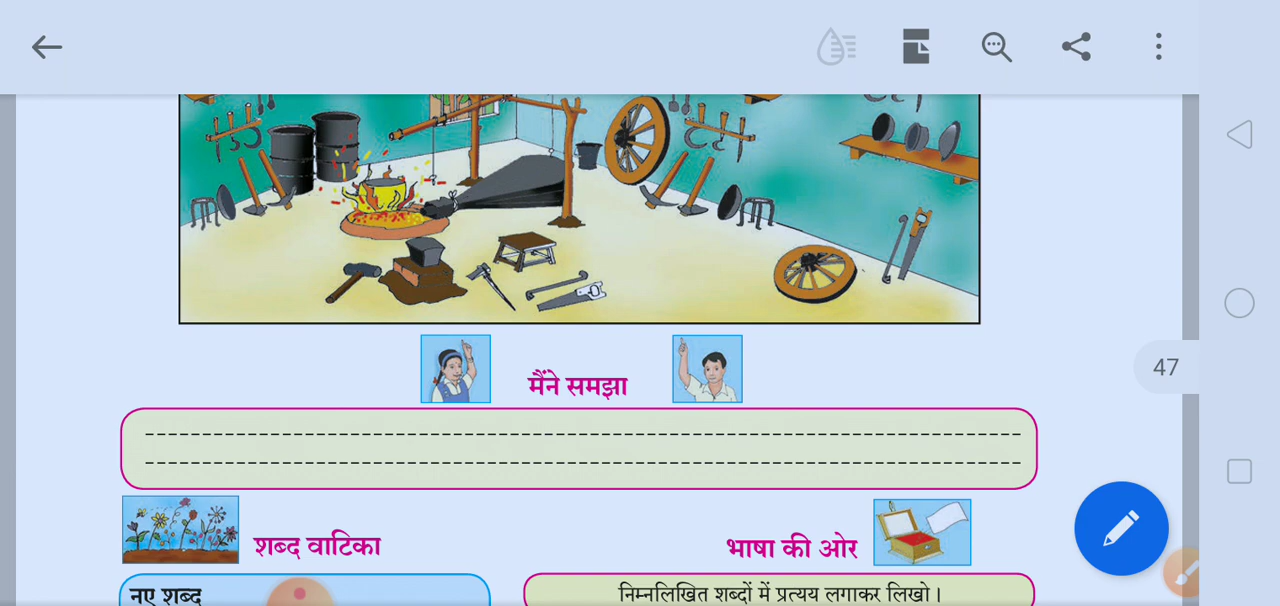 47
मैंने समझा
शब्द वाटिका
भाषा की ओर
नए शब्द
निम्नलिखित शब्दों में प्रत्यय लगाकर लिखो ।